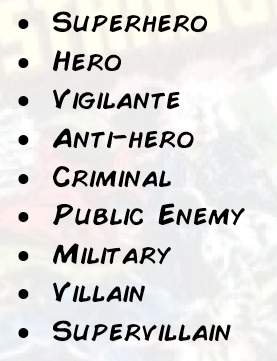 • Superhero
• Hero
• Vigilante
• Anti-hero
• Criminal
• Public Enemy
• Military
• Villain
• Supervillain